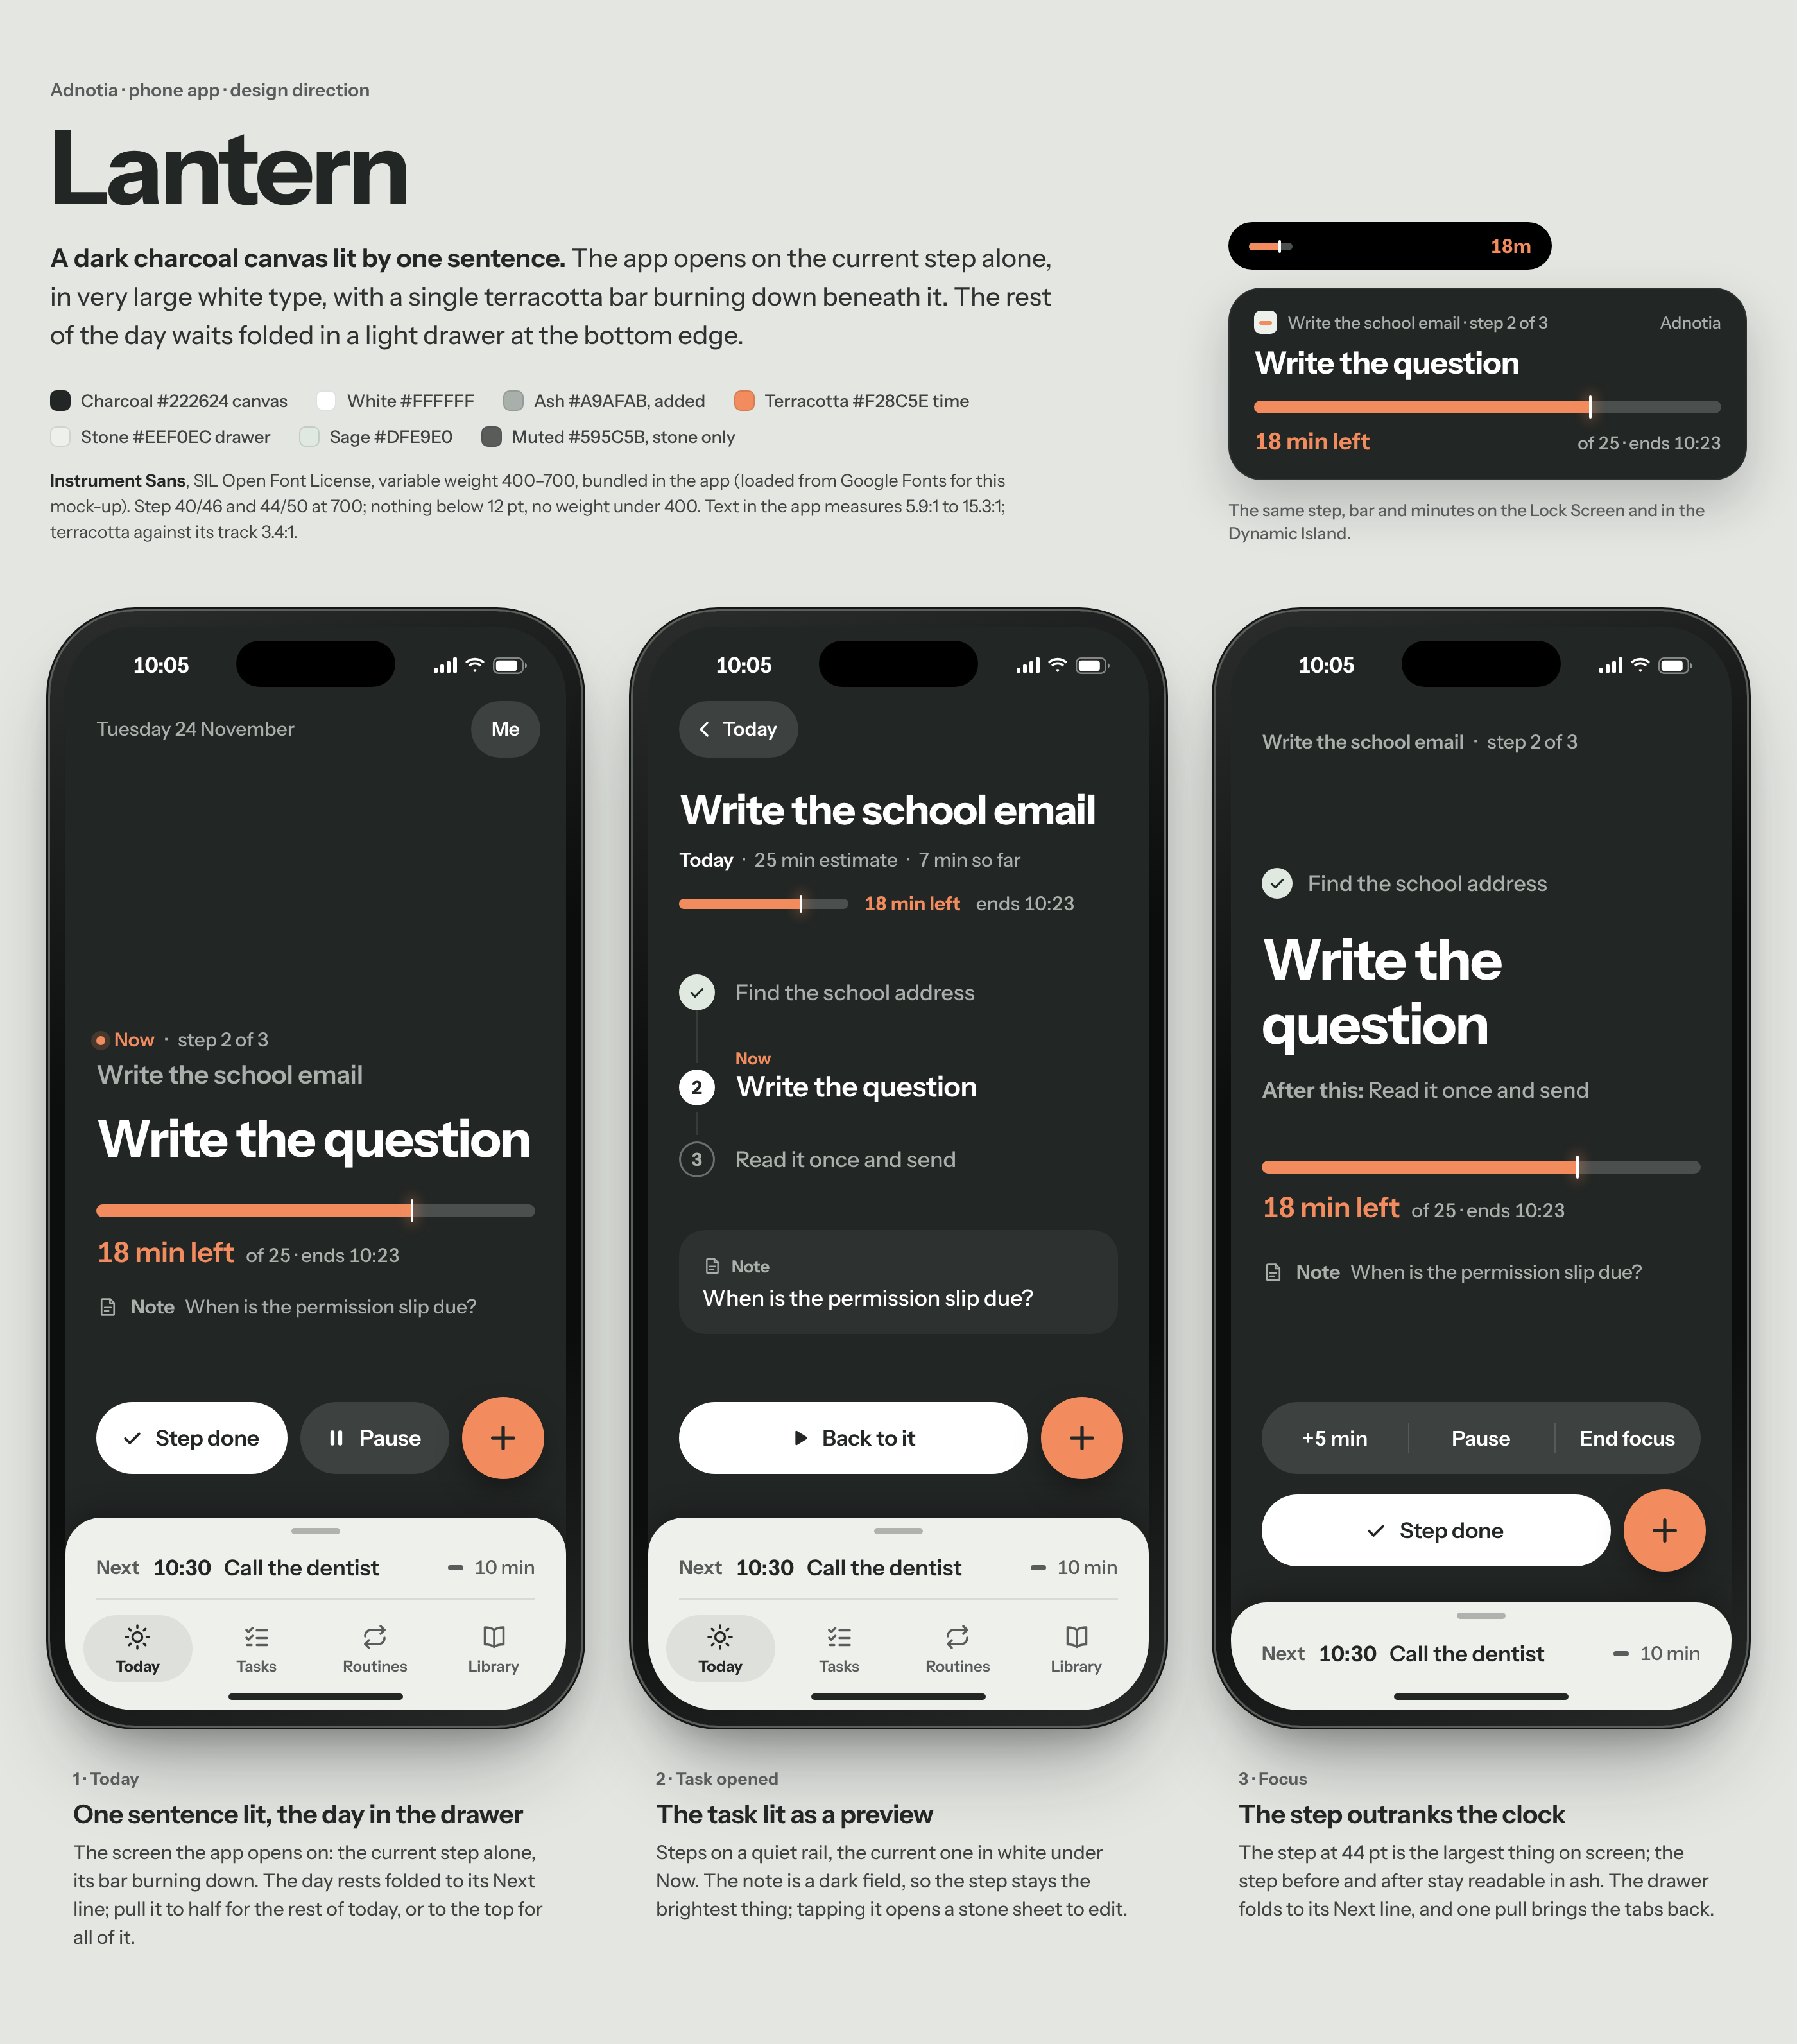 Adnotia · phone app · design direction
Lantern
A dark charcoal canvas lit by one sentence. The app opens on the current step alone,
in very large white type, with a single terracotta bar burning down beneath it. The rest
of the day waits folded in a light drawer at the bottom edge.
Charcoal #222624 canvas
White #FFFFFF
Ash #A9AFAB, added
Terracotta #F28C5E time
Stone #EEF0EC drawer
Sage #DFE9E0
Muted #595C5B, stone only
Instrument Sans, SIL Open Font License, variable weight 400–700, bundled in the app (loaded from Google Fonts for this
mock-up). Step 40/46 and 44/50 at 700; nothing below 12 pt, no weight under 400. Text in the app measures 5.9:1 to 15.3:1;
terracotta against its track 3.4:1.
18m
Write the school email · step 2 of 3
Adnotia
Write the question
18 min left
of 25 · ends 10:23
The same step, bar and minutes on the Lock Screen and in the
Dynamic Island.
10:05
Tuesday 24 November
Me
Now · step 2 of 3
Write the school email
Write the question
18 min left of 25 · ends 10:23
Note When is the permission slip due?
Step done
Pause
Next 10:30 Call the dentist
10 min
Today
Tasks
Routines
Library
10:05
Today
Write the school email
Today · 25 min estimate · 7 min so far
18 min left ends 10:23
Find the school address
Now
2 Write the question
3 Read it once and send
Note
When is the permission slip due?
Back to it
Next 10:30 Call the dentist
10 min
Today
Tasks
Routines
Library
10:05
Write the school email · step 2 of 3
Find the school address
Write the
question
After this: Read it once and send
18 min left of 25 · ends 10:23
Note When is the permission slip due?
+5 min
Pause
End focus
Step done
Next 10:30 Call the dentist
10 min
1 · Today
One sentence lit, the day in the drawer
The screen the app opens on: the current step alone,
its bar burning down. The day rests folded to its Next
line; pull it to half for the rest of today, or to the top for
all of it.
2 · Task opened
The task lit as a preview
Steps on a quiet rail, the current one in white under
Now. The note is a dark field, so the step stays the
brightest thing; tapping it opens a stone sheet to edit.
3 · Focus
The step outranks the clock
The step at 44 pt is the largest thing on screen; the
step before and after stay readable in ash. The drawer
folds to its Next line, and one pull brings the tabs back.